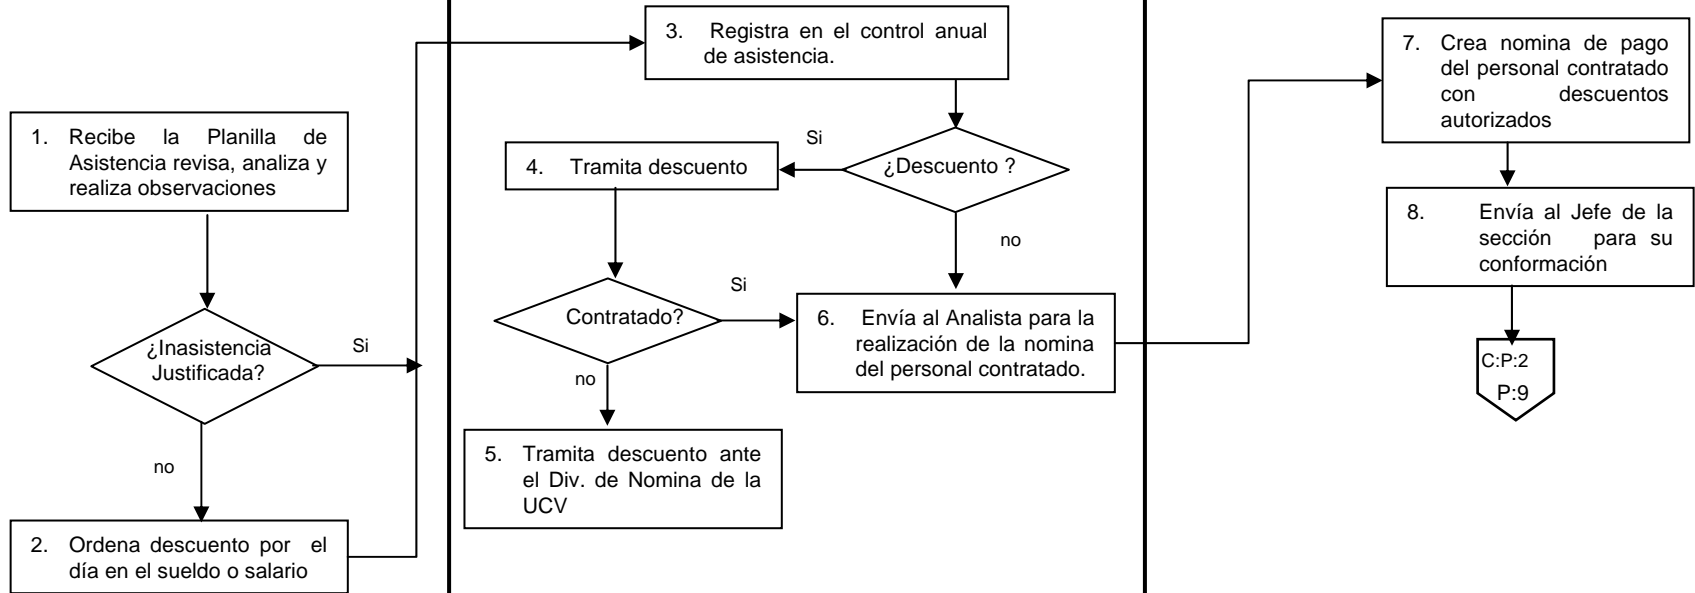 1. Recibe la Planilla de
Asistencia revisa, analiza y
realiza observaciones
¿Inasistencia
Justificada?
Si
no
2. Ordena descuento por el
día en el sueldo o salario
3. Registra en el control anual
de asistencia.
¿Descuento ?
Si
no
4. Tramita descuento
Contratado?
Si
no
5. Tramita descuento ante
el Div. de Nomina de la
UCV
6. Envía al Analista para la
realización de la nomina
del personal contratado.
7. Crea nomina de pago
del personal contratado
con descuentos
autorizados
8. Envía al Jefe de la
sección para su
conformación
C:P:2
P:9